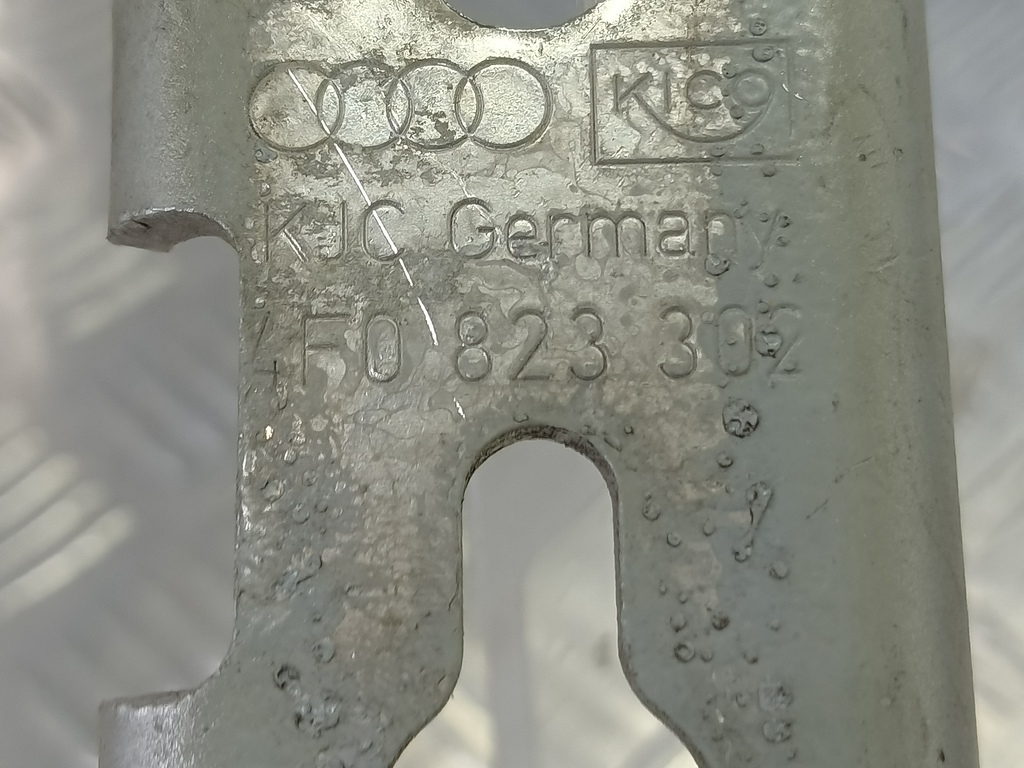 KICO
KJC Germany
4F0 823 302